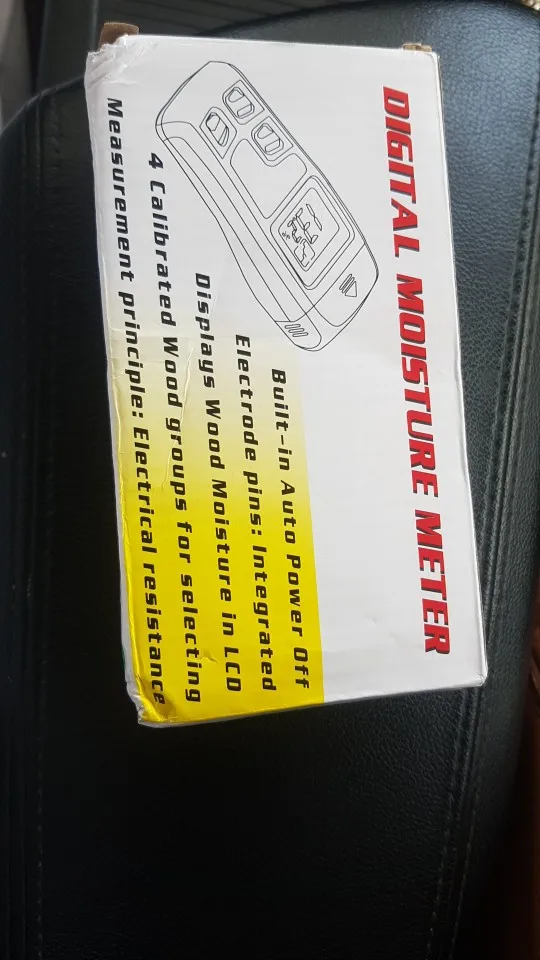 DIGITAL MOISTURE METER
Built-in Auto Power Off
Electrode pins: Integrated
Displays Wood Moisture in LCD
4 Calibrated Wood groups for selecting
Measurement principle: Electrical resistance